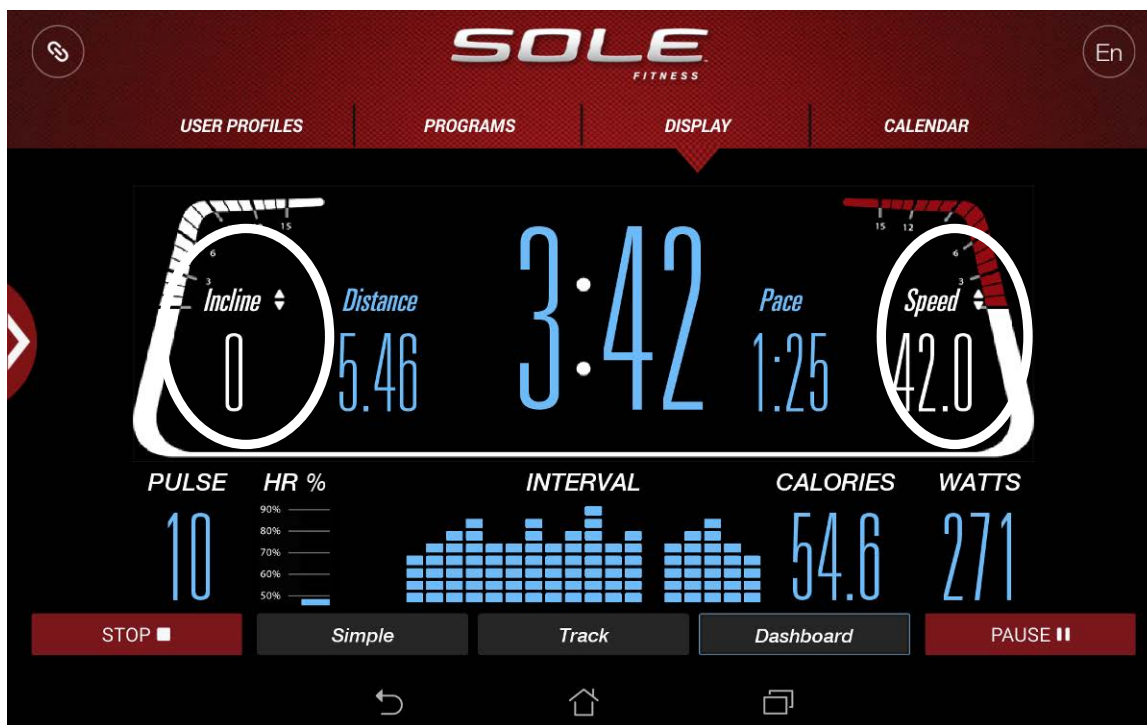 SOLE
FITNESS
En
USER PROFILES PROGRAMS DISPLAY CALENDAR
15 15 12
6 6
3 3
Incline Distance 3:42 Pace Speed
0 5.46 1:25 42.0
PULSE HR % INTERVAL CALORIES WATTS
10 54.6 271
90%
80%
70%
60%
50%
STOP Simple Track Dashboard PAUSE